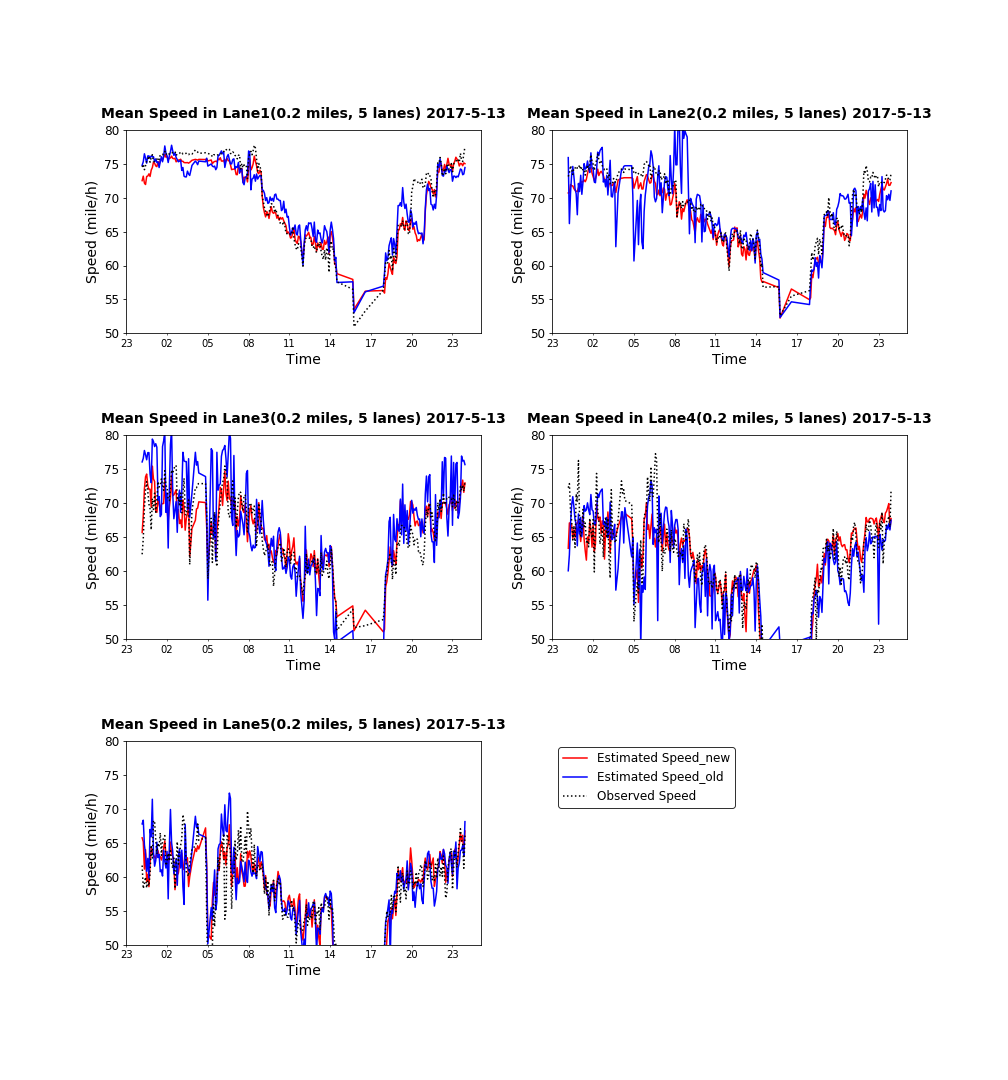 Mean Speed in Lane1(0.2 miles, 5 lanes) 2017-5-13
80
75
70
65
60
55
50
Speed (mile/h)
23 02 05 08 11 14 17 20 23
Time
Mean Speed in Lane2(0.2 miles, 5 lanes) 2017-5-13
80
75
70
65
60
55
50
Speed (mile/h)
23 02 05 08 11 14 17 20 23
Time
Mean Speed in Lane3(0.2 miles, 5 lanes) 2017-5-13
80
75
70
65
60
55
50
Speed (mile/h)
23 02 05 08 11 14 17 20 23
Time
Mean Speed in Lane4(0.2 miles, 5 lanes) 2017-5-13
80
75
70
65
60
55
50
Speed (mile/h)
23 02 05 08 11 14 17 20 23
Time
Mean Speed in Lane5(0.2 miles, 5 lanes) 2017-5-13
80
75
70
65
60
55
50
Speed (mile/h)
23 02 05 08 11 14 17 20 23
Time
Estimated Speed_new
Estimated Speed_old
Observed Speed